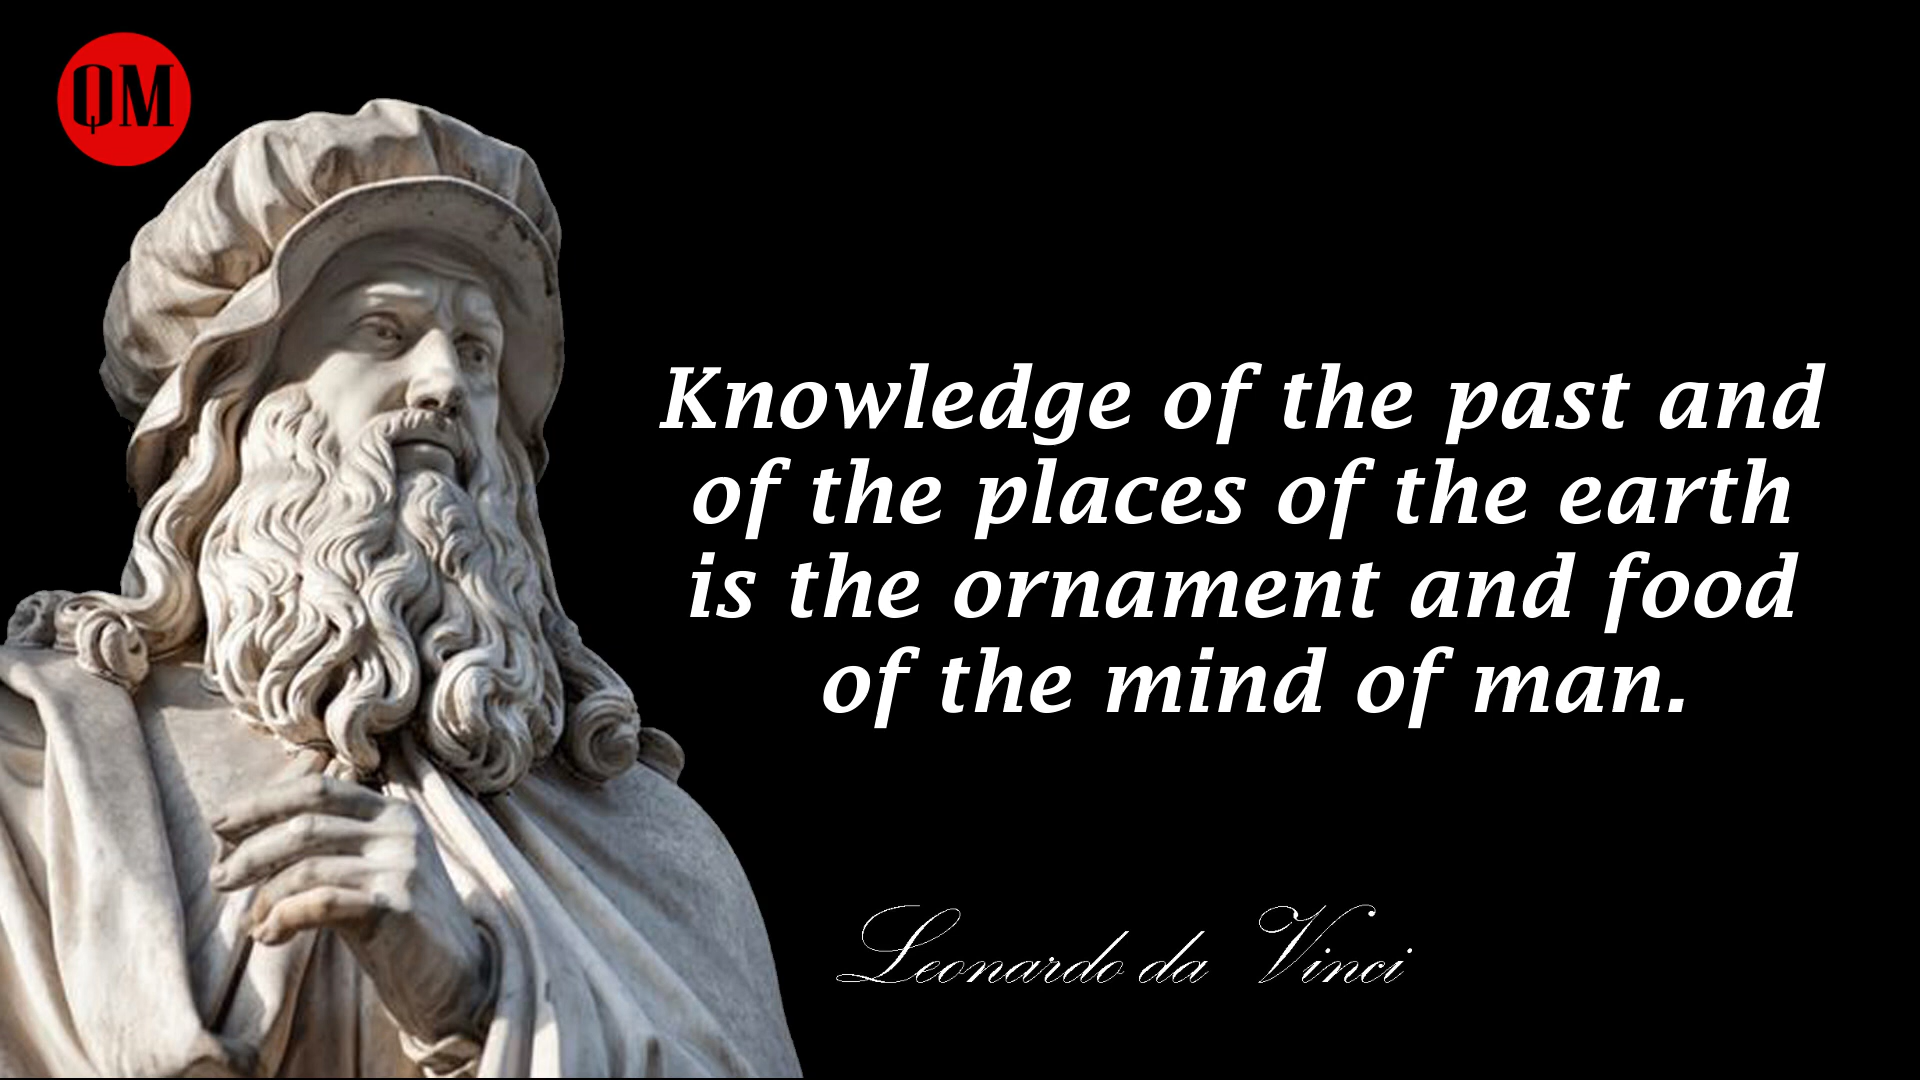 QM
Knowledge of the past and
of the places of the earth
is the ornament and food
of the mind of man.
Leonardo da Vinci